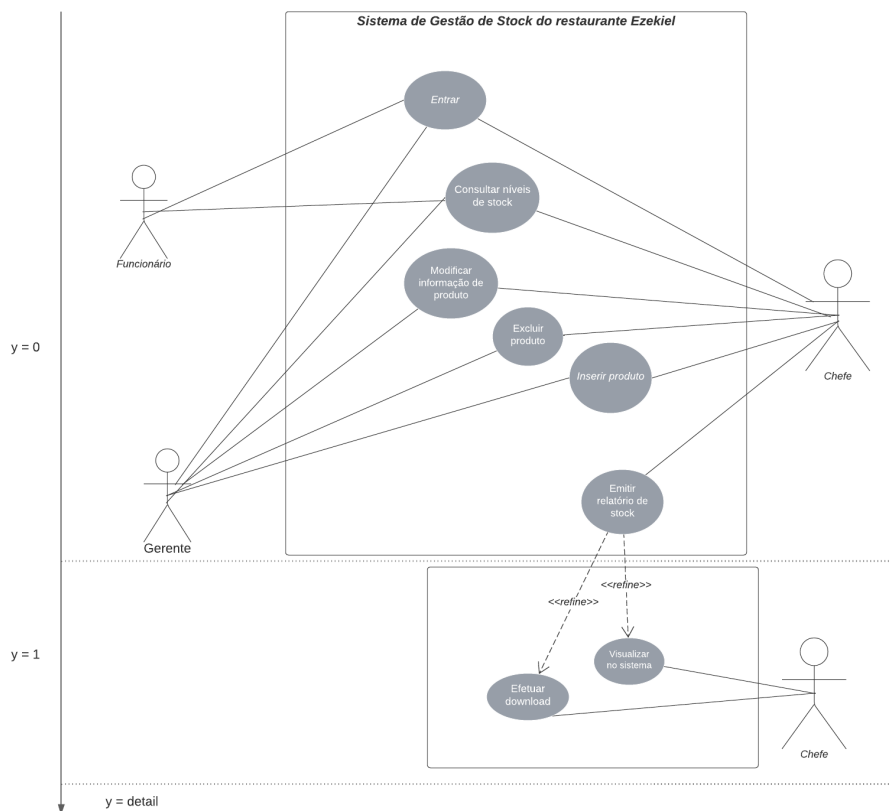 Sistema de Gestão de Stock do restaurante Ezekiel
Entrar
Consultar níveis
de stock
Funcionário
Modificar
informação de
produto
Excluir
produto
y = 0
Inserir produto
Chefe
Emitir
relatório de
stock
Gerente
<<refine>>
<<refine>>
y = 1
Visualizar
no sistema
Efetuar
download
Chefe
y = detail